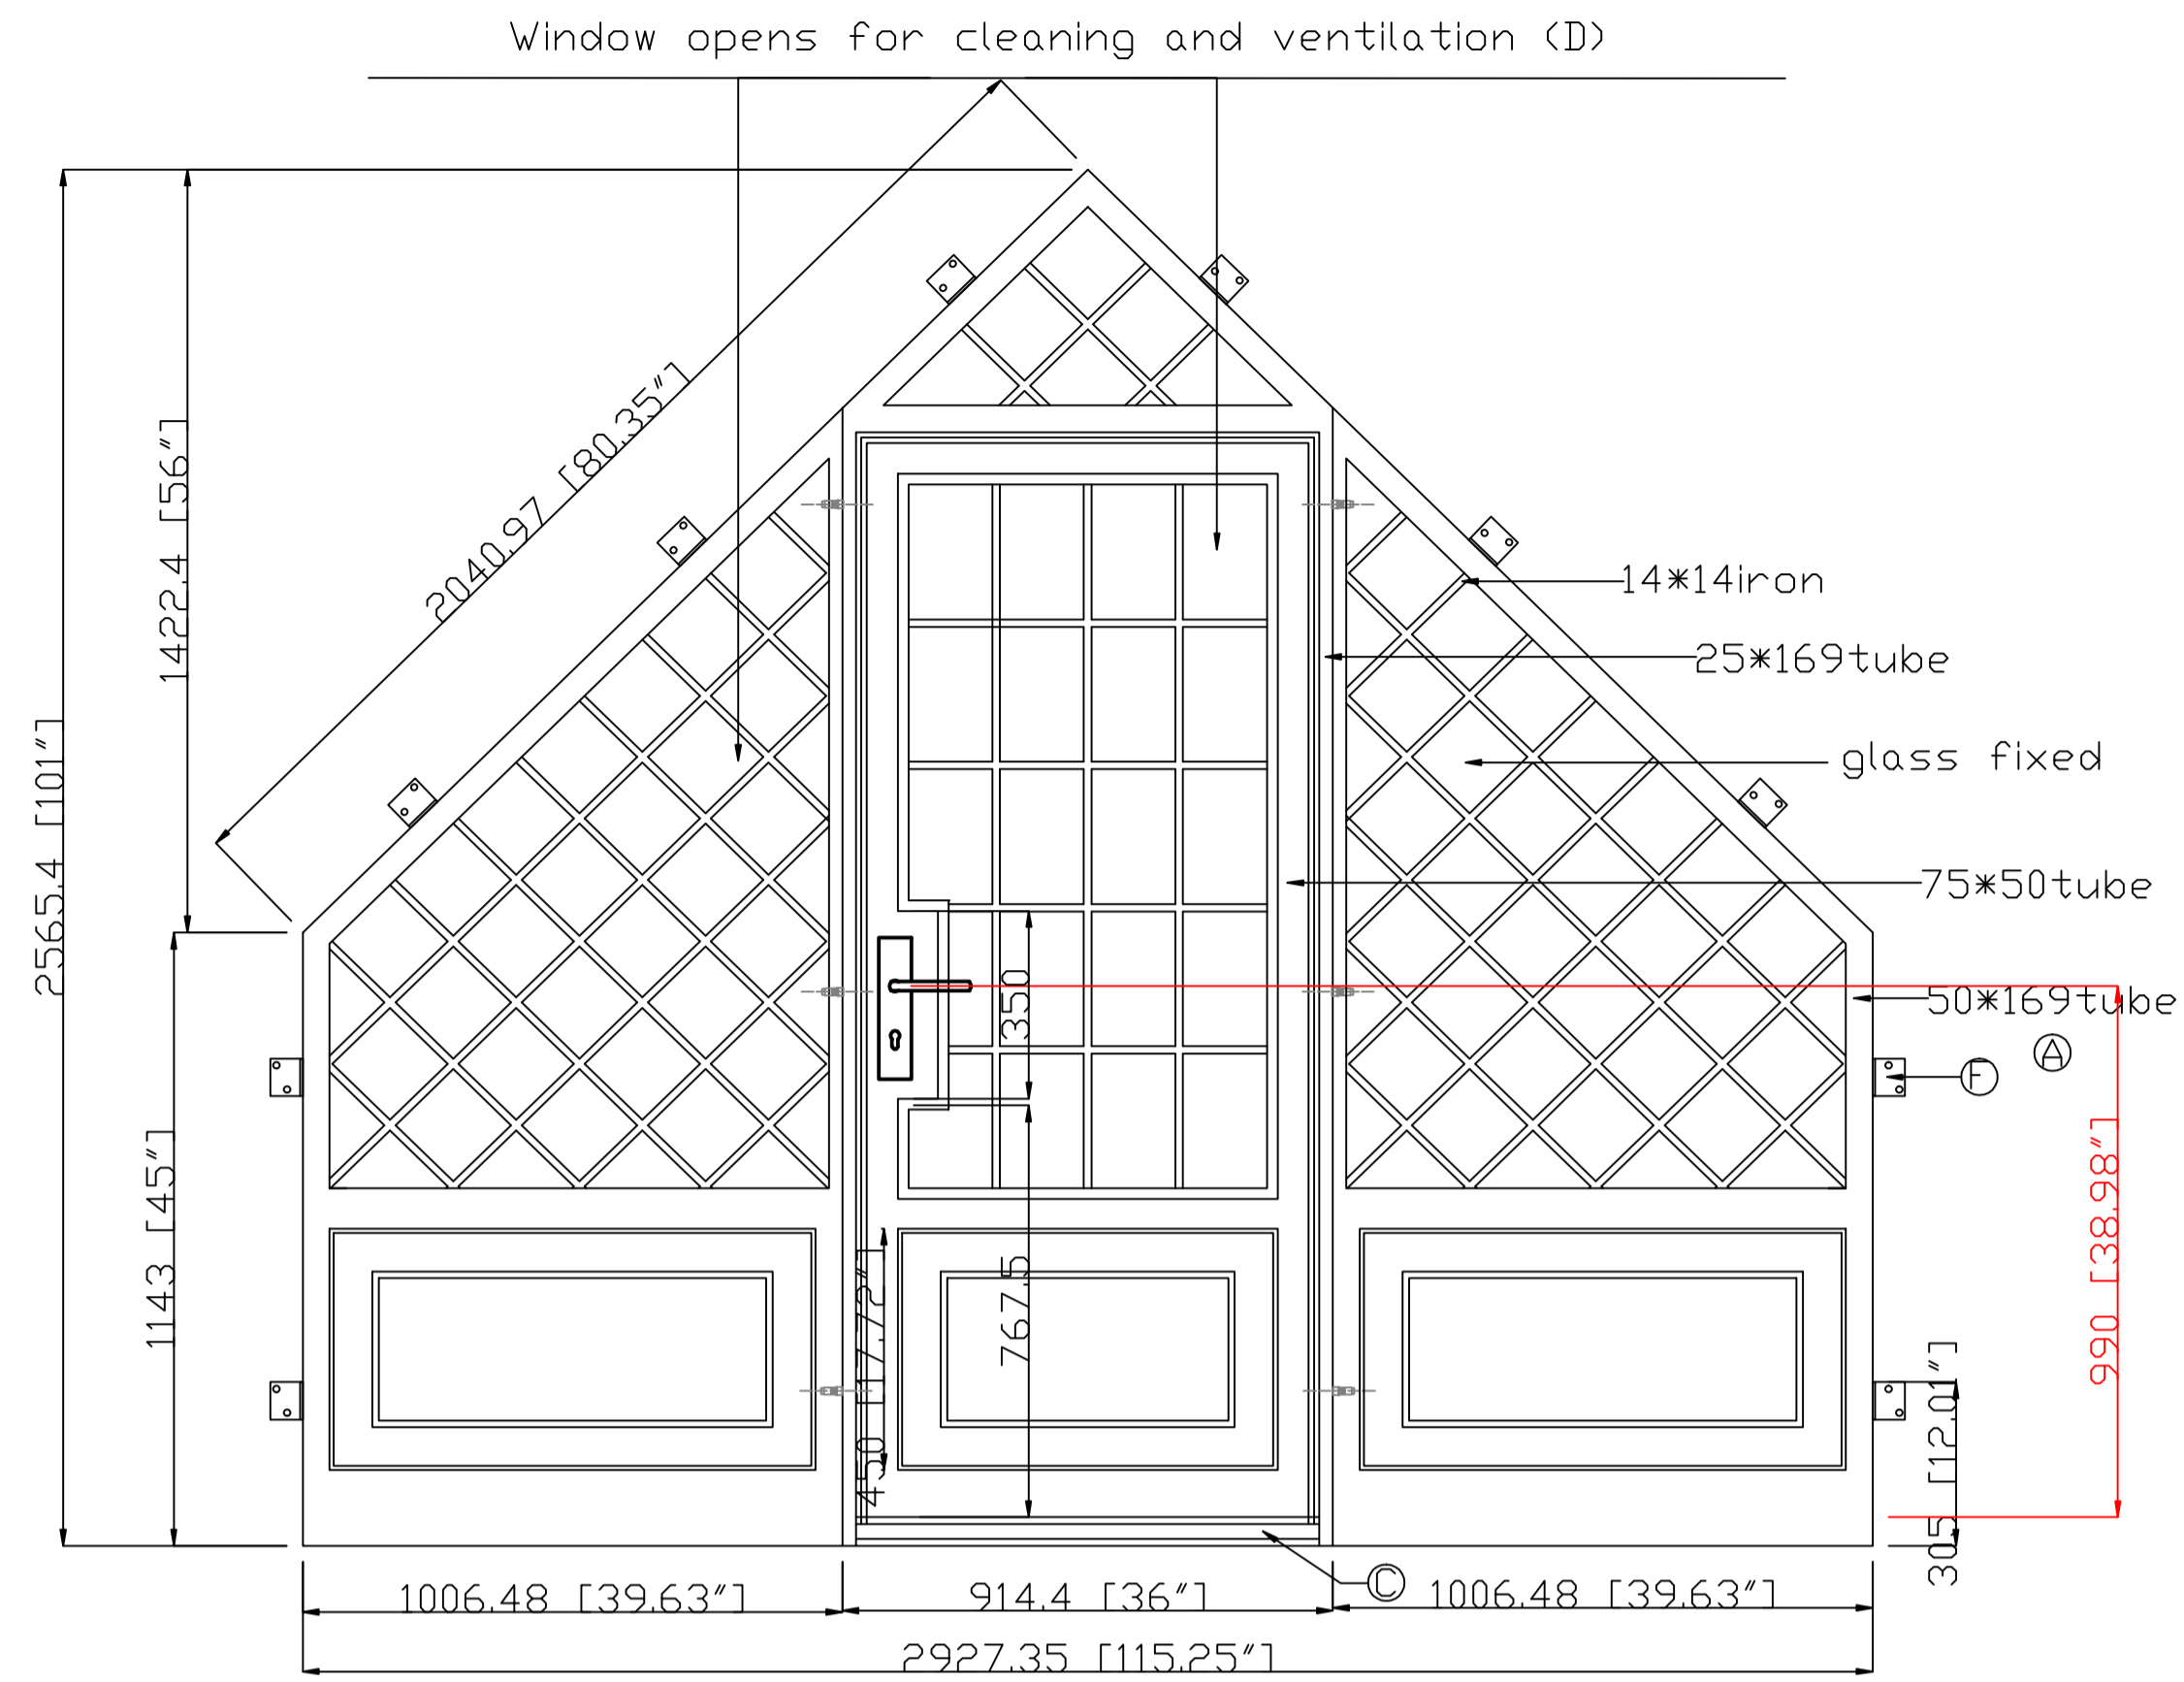 Window opens for cleaning and ventilation (D)
2040.97 [80.35"]
1422.4 [56"]
2565.4 [101"]
1143 [45"]
14*14iron
25*169tube
glass fixed
75*50tube
50*169tube
A
F
350
767.5
450 [17.72"]
990 [38.98"]
305 [12.01"]
C
1006.48 [39.63"]
914.4 [36"]
1006.48 [39.63"]
2927.35 [115.25"]